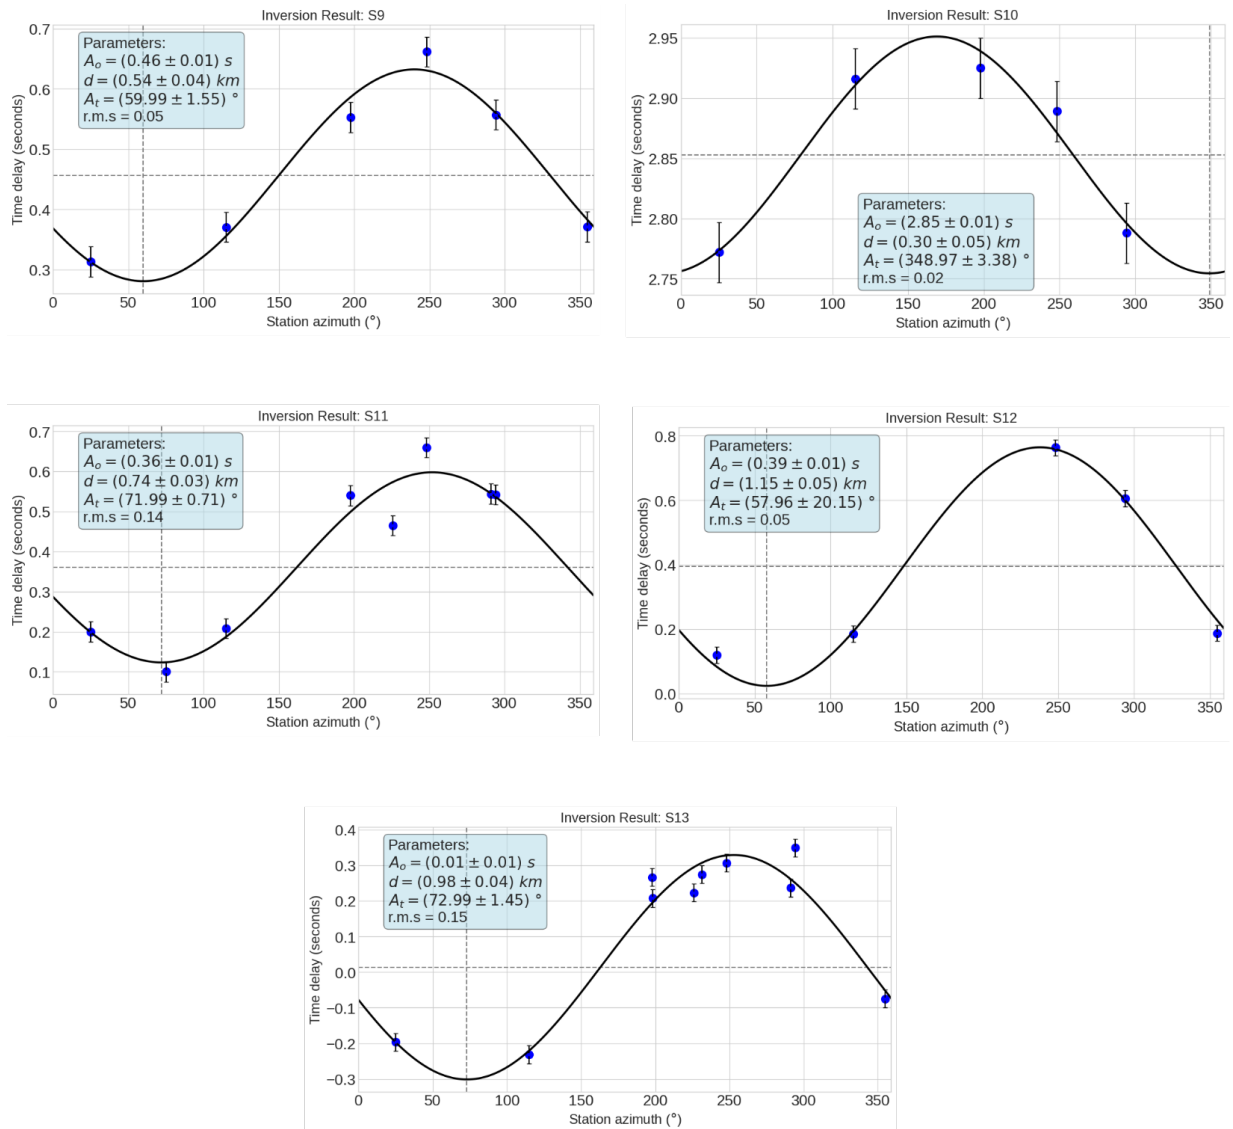 Inversion Result: S9
Parameters:
Aₒ = (0.46 ± 0.01) s
d = (0.54 ± 0.04) km
Aₜ = (59.99 ± 1.55) °
r.m.s = 0.05
Time delay (seconds)
0.7
0.6
0.5
0.4
0.3
0 50 100 150 200 250 300 350
Station azimuth (°)
Inversion Result: S10
2.95
2.90
2.85
2.80
2.75
Time delay (seconds)
Parameters:
Aₒ = (2.85 ± 0.01) s
d = (0.30 ± 0.05) km
Aₜ = (348.97 ± 3.38) °
r.m.s = 0.02
0 50 100 150 200 250 300 350
Station azimuth (°)
Inversion Result: S11
Parameters:
Aₒ = (0.36 ± 0.01) s
d = (0.74 ± 0.03) km
Aₜ = (71.99 ± 0.71) °
r.m.s = 0.14
Time delay (seconds)
0.7
0.6
0.5
0.4
0.3
0.2
0.1
0 50 100 150 200 250 300 350
Station azimuth (°)
Inversion Result: S12
Parameters:
Aₒ = (0.39 ± 0.01) s
d = (1.15 ± 0.05) km
Aₜ = (57.96 ± 20.15) °
r.m.s = 0.05
Time delay (seconds)
0.8
0.6
0.4
0.2
0.0
0 50 100 150 200 250 300 350
Station azimuth (°)
Inversion Result: S13
Parameters:
Aₒ = (0.01 ± 0.01) s
d = (0.98 ± 0.04) km
Aₜ = (72.99 ± 1.45) °
r.m.s = 0.15
Time delay (seconds)
0.4
0.3
0.2
0.1
0.0
−0.1
−0.2
−0.3
0 50 100 150 200 250 300 350
Station azimuth (°)